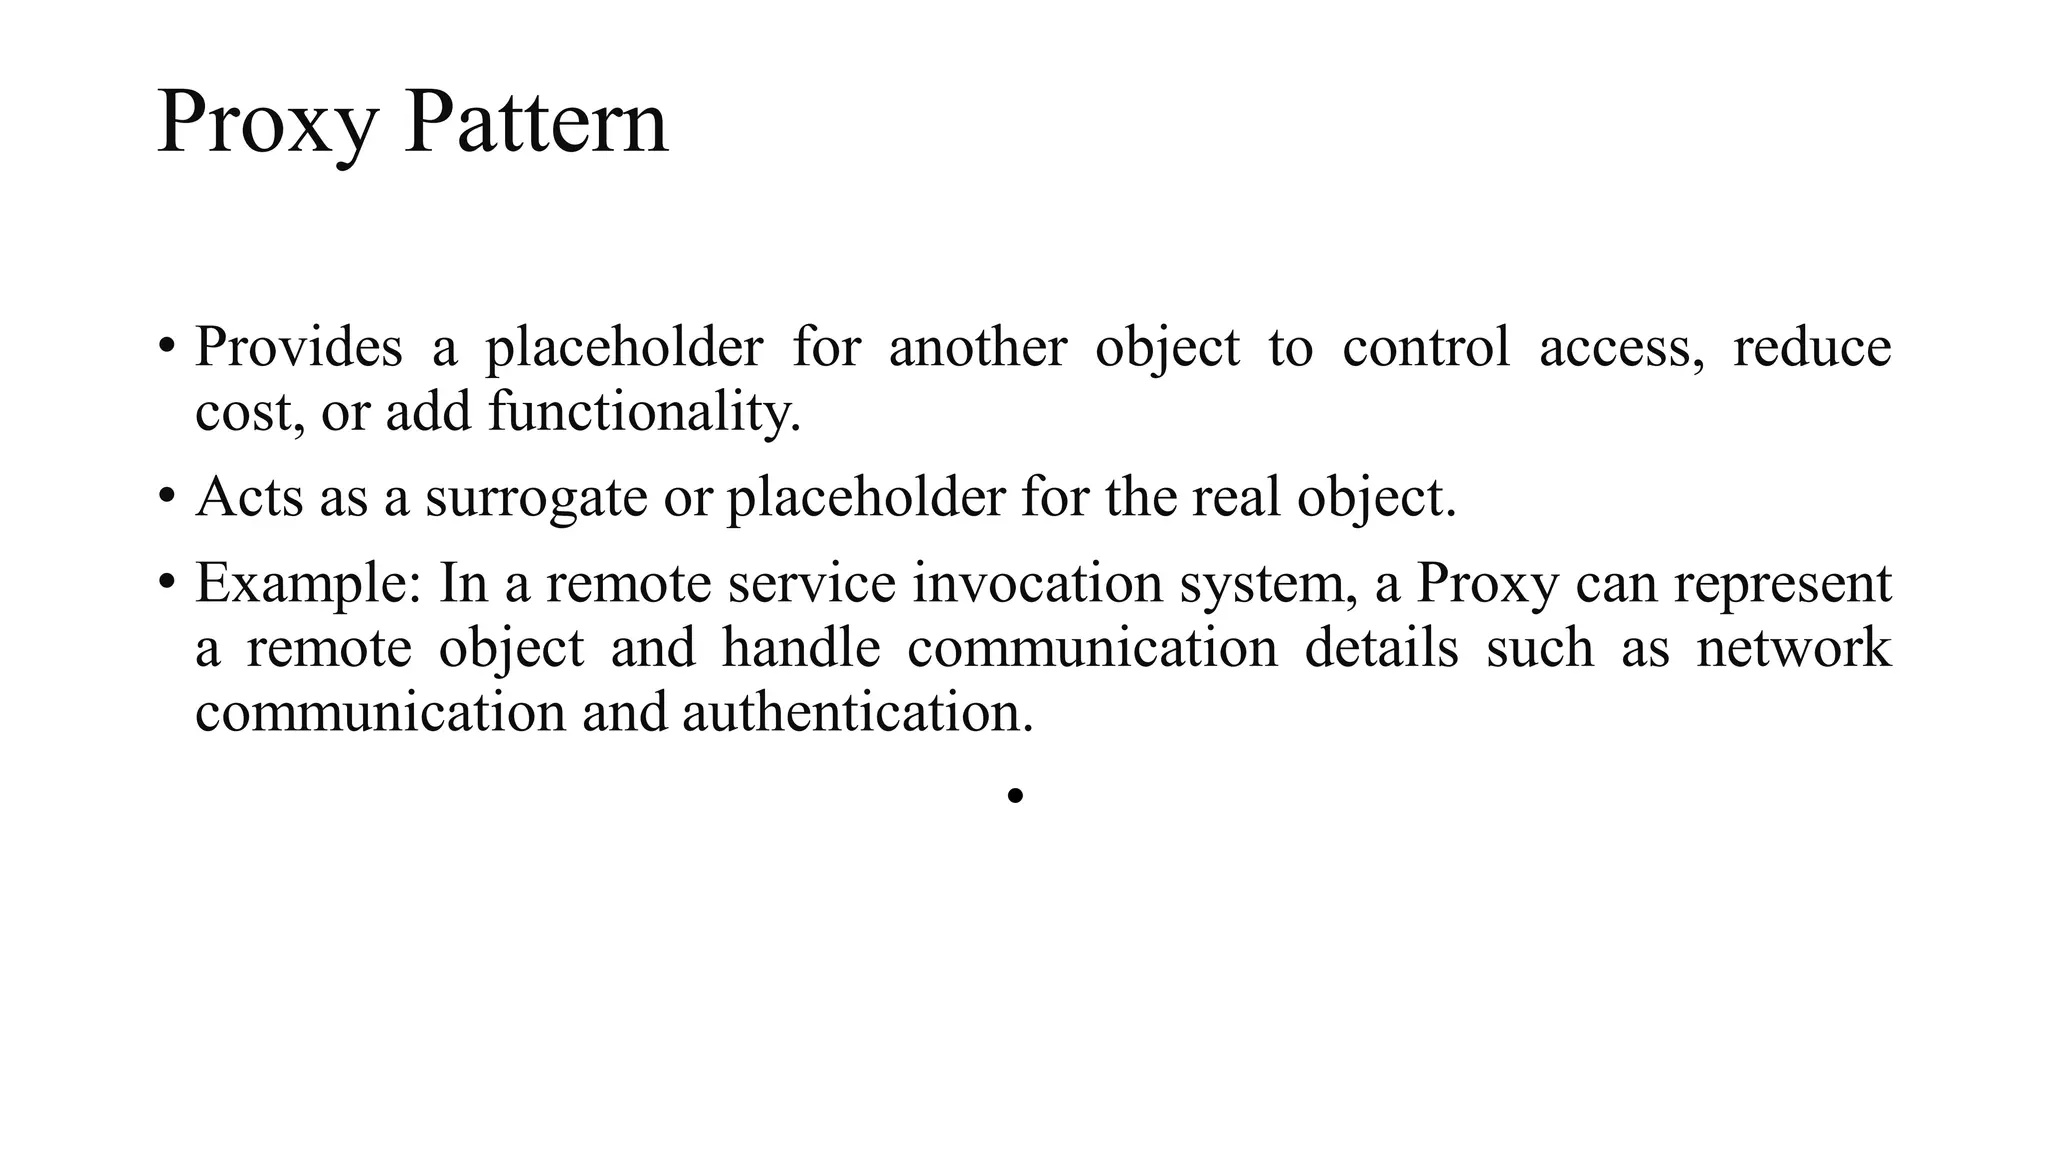 Proxy Pattern
• Provides a placeholder for another object to control access, reduce
cost, or add functionality.
• Acts as a surrogate or placeholder for the real object.
• Example: In a remote service invocation system, a Proxy can represent
a remote object and handle communication details such as network
communication and authentication.
•